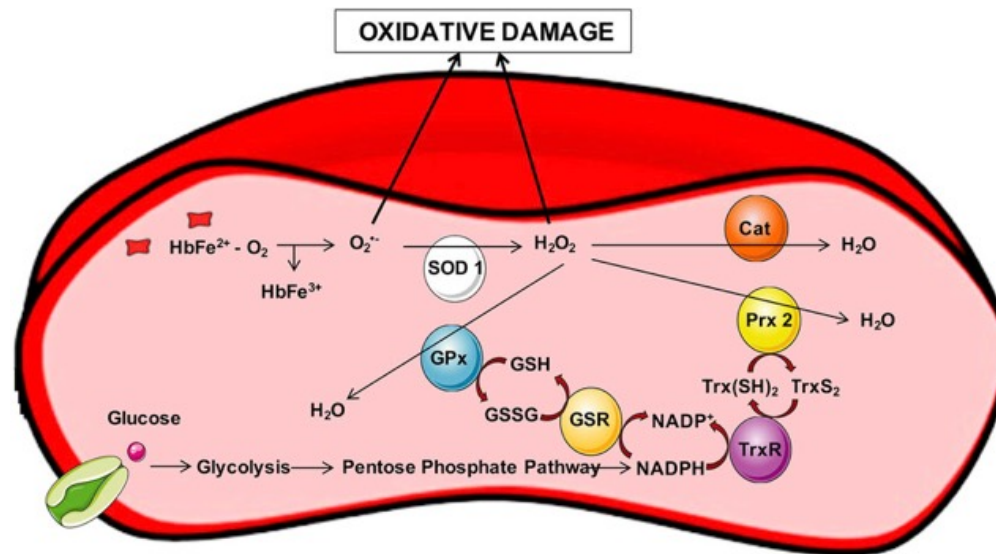 OXIDATIVE DAMAGE
HbFe²⁺ - O₂
O₂•-
SOD 1
H₂O₂
Cat
H₂O
HbFe³⁺
Prx 2
H₂O
GPx
GSH
Trx(SH)₂
TrxS₂
H₂O
GSSG
GSR
NADP⁺
TrxR
Glucose
Glycolysis
Pentose Phosphate Pathway
NADPH